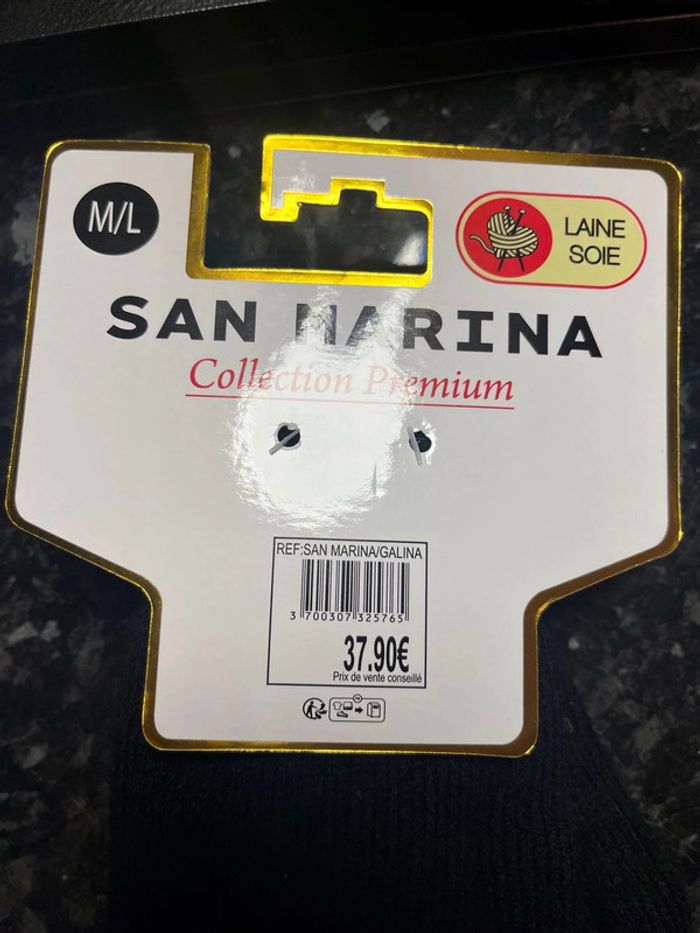 M/L
LAINE
SOIE
SAN MARINA
Collection Premium
REF:SAN MARINA/GALINA
3 700307 325765
37.90€
Prix de vente conseillé